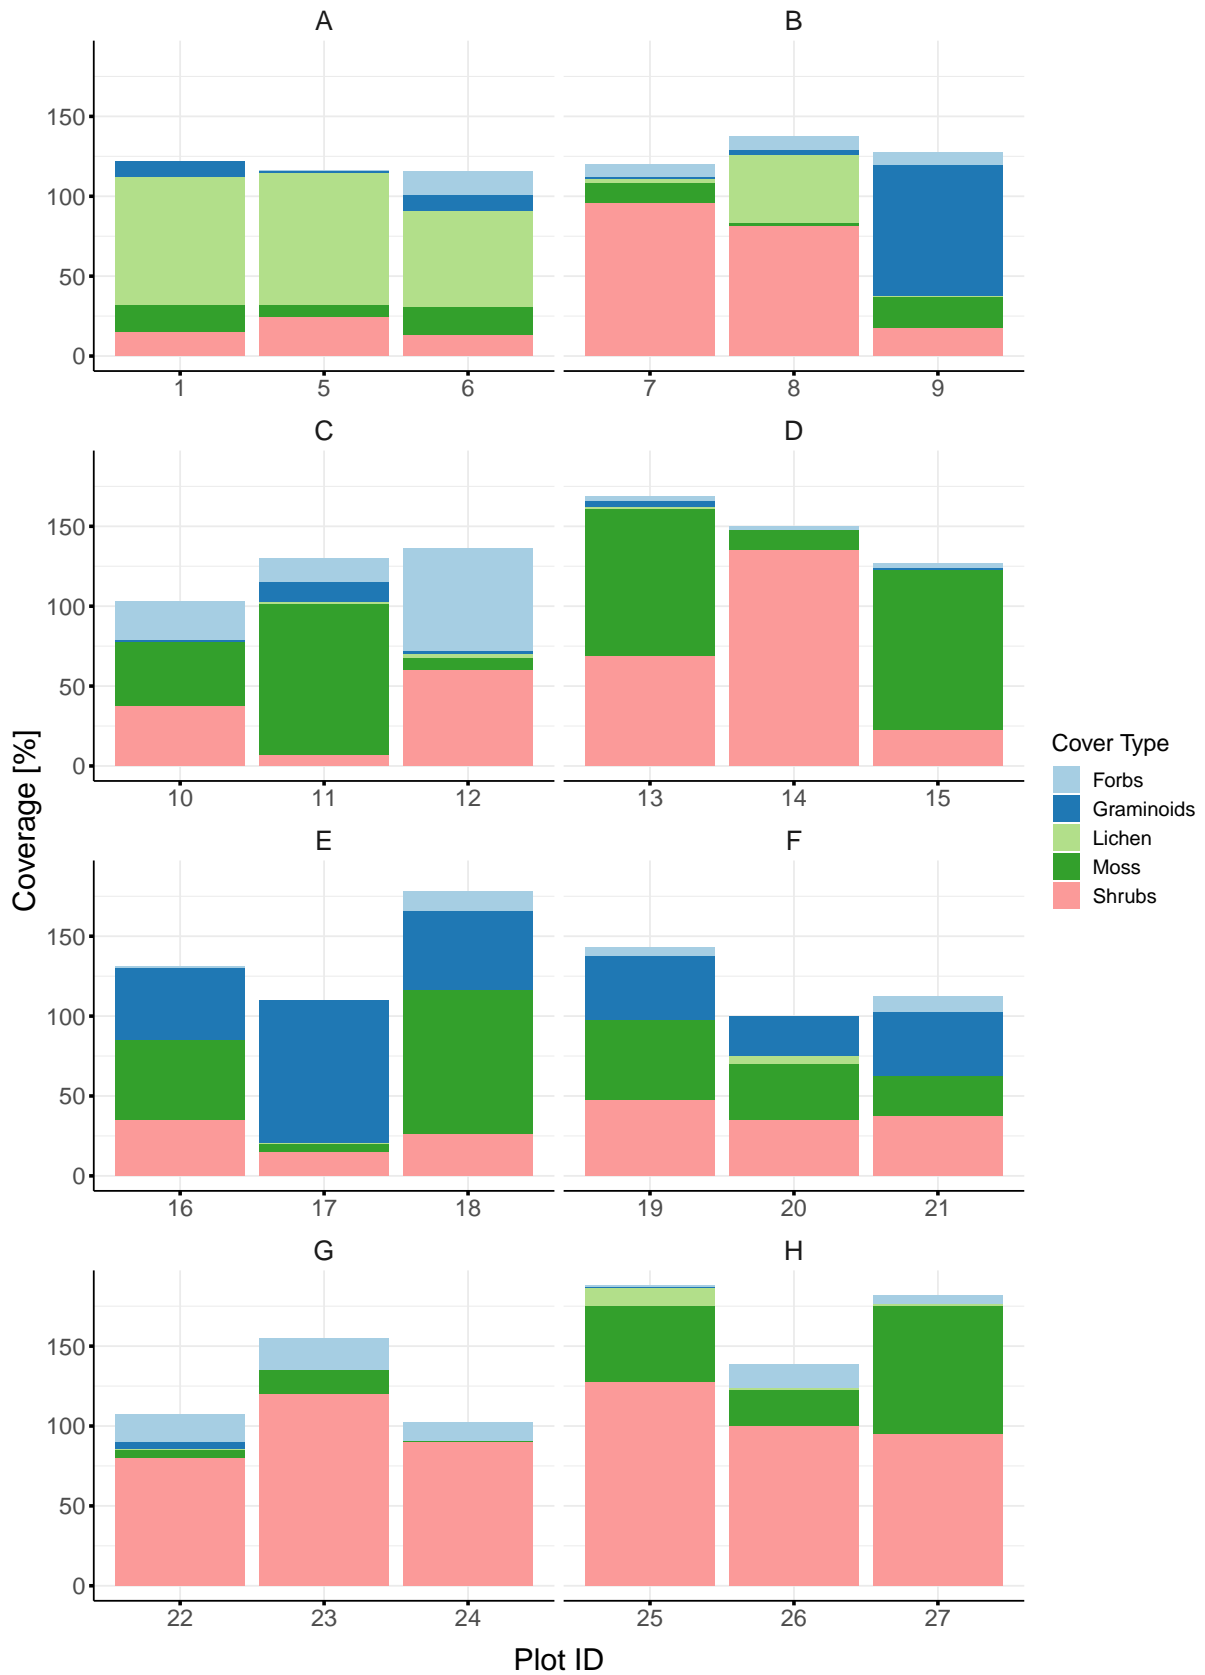 A
B
150
100
50
0
1 5 6
7 8 9
C
D
150
100
50
0
10 11 12
13 14 15
E
F
150
100
50
0
16 17 18
19 20 21
G
H
150
100
50
0
22 23 24
25 26 27
Coverage [%]
Plot ID
Cover Type
Forbs
Graminoids
Lichen
Moss
Shrubs